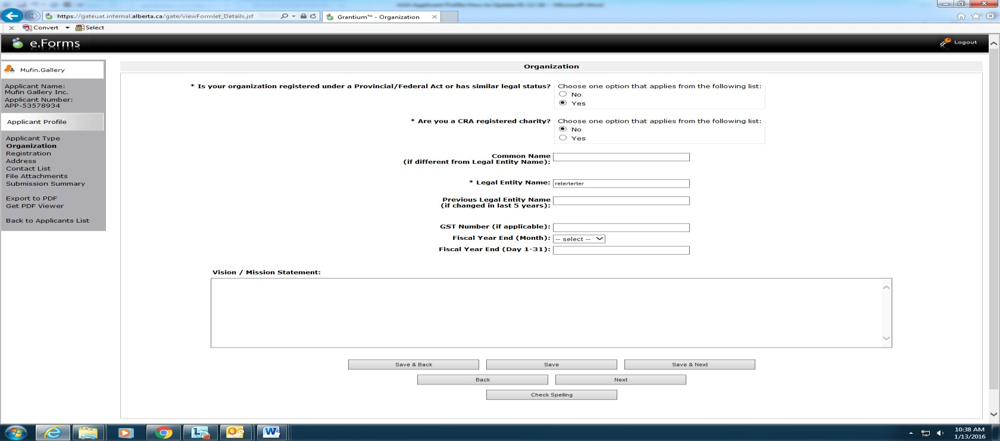 https://gateuat.internal.alberta.ca/gate/viewFormlet_Details.jsf
Grantium™ - Organization
Convert
Select
e.Forms
Logout
Mufin.Gallery
Applicant Name:
Mufin Gallery Inc.
Applicant Number:
APP-53578934
Applicant Profile
Applicant Type
Organization
Registration
Address
Contact List
File Attachments
Submission Summary
Export to PDF
Get PDF Viewer
Back to Applicants List
Organization
* Is your organization registered under a Provincial/Federal Act or has similar legal status?
Choose one option that applies from the following list:
No
Yes
* Are you a CRA registered charity?
Choose one option that applies from the following list:
No
Yes
Common Name
(if different from Legal Entity Name):
* Legal Entity Name:
reterterter
Previous Legal Entity Name
(if changed in last 5 years):
GST Number (if applicable):
Fiscal Year End (Month):
-- select --
Fiscal Year End (Day 1-31):
Vision / Mission Statement:
Save & Back
Save
Save & Next
Back
Next
Check Spelling
10:38 AM
1/13/2016